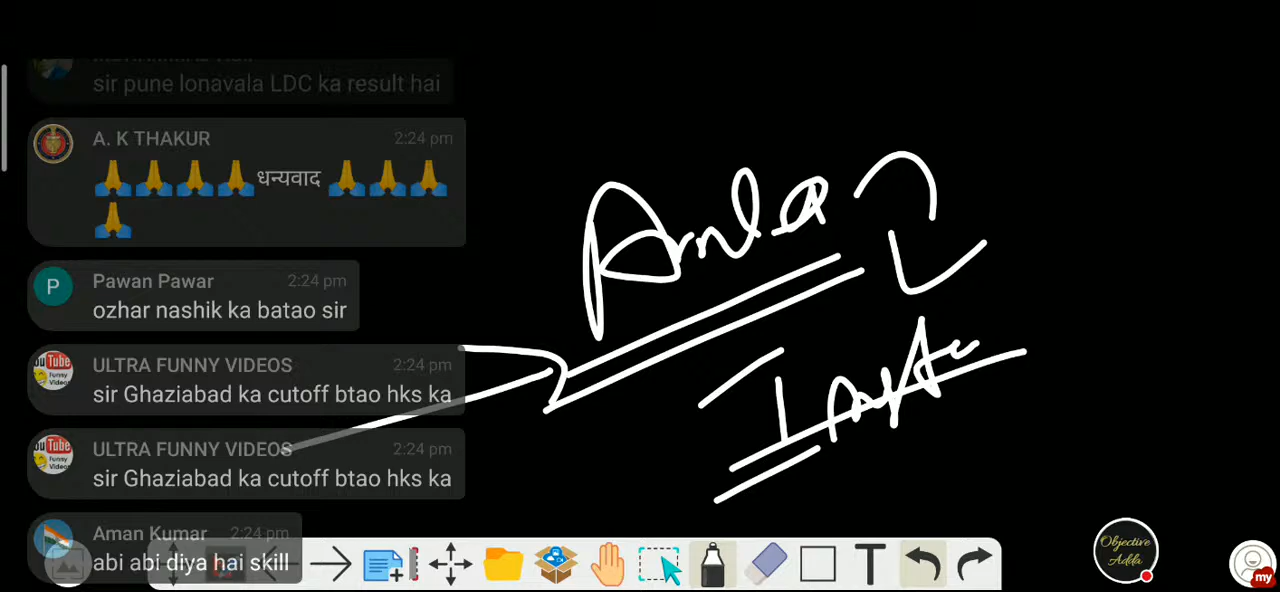 sir pune lonavala LDC ka result hai
A. K THAKUR 2:24 pm
🙏🙏🙏🙏धन्यवाद 🙏🙏🙏
🙏
Pawan Pawar 2:24 pm
P
ozhar nashik ka batao sir
ULTRA FUNNY VIDEOS 2:24 pm
sir Ghaziabad ka cutoff btao hks ka
ULTRA FUNNY VIDEOS 2:24 pm
sir Ghaziabad ka cutoff btao hks ka
Aman Kumar 2:24 pm
abi abi diya hai skill
T
Objective
Adda
my